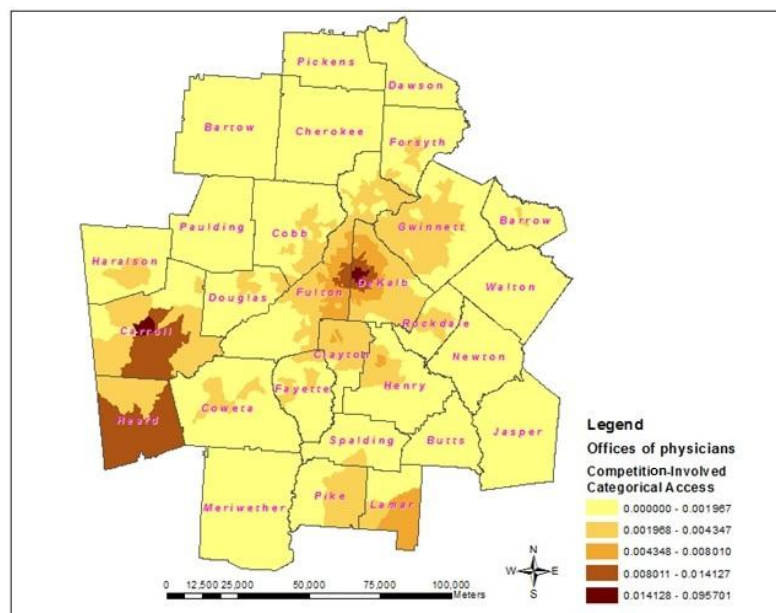 Pickens
Dawson
Bartow
Cherokee
Forsyth
Paulding
Cobb
Gwinnett
Barrow
Haralson
Douglas
Fulton
DeKalb
Walton
Carroll
Rockdale
Clayton
Newton
Heard
Coweta
Fayette
Henry
Spalding
Butts
Jasper
Meriwether
Pike
Lamar
Legend
Offices of physicians
Competition-Involved
Categorical Access
0.000000 - 0.001967
0.001968 - 0.004347
0.004348 - 0.008010
0.008011 - 0.014127
0.014128 - 0.095701
N
W E
S
0 12,500 25,000 50,000 75,000 100,000
Meters